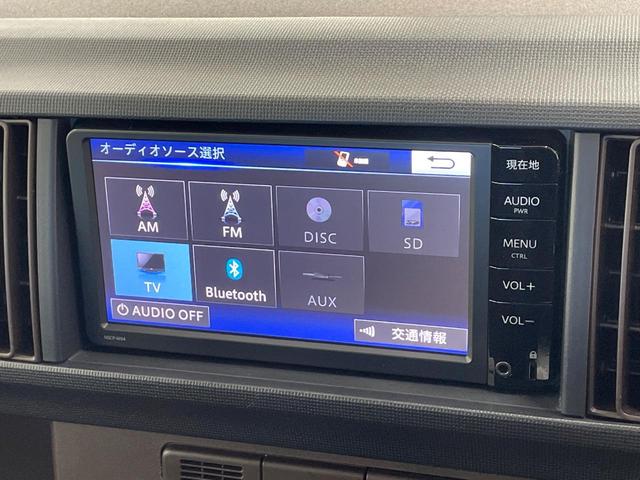 オーディオソース選択
現在地
AM
FM
DISC
SD
AUDIO
PWR
MENU
CTRL
TV
Bluetooth
AUX
VOL+
AUDIO OFF
交通情報
VOL−